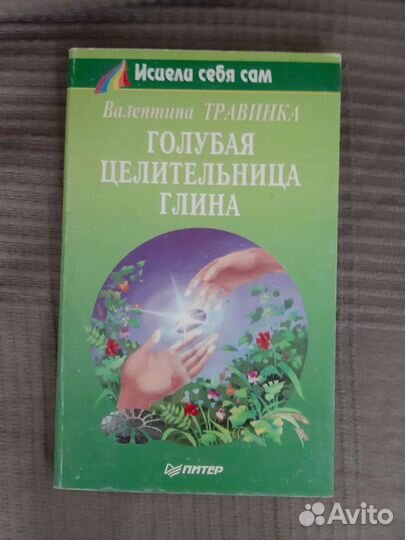 Исцели себя сам
Валентина ТРАВИНКА
ГОЛУБАЯ
ЦЕЛИТЕЛЬНИЦА
ГЛИНА
ПИТЕР
Avito